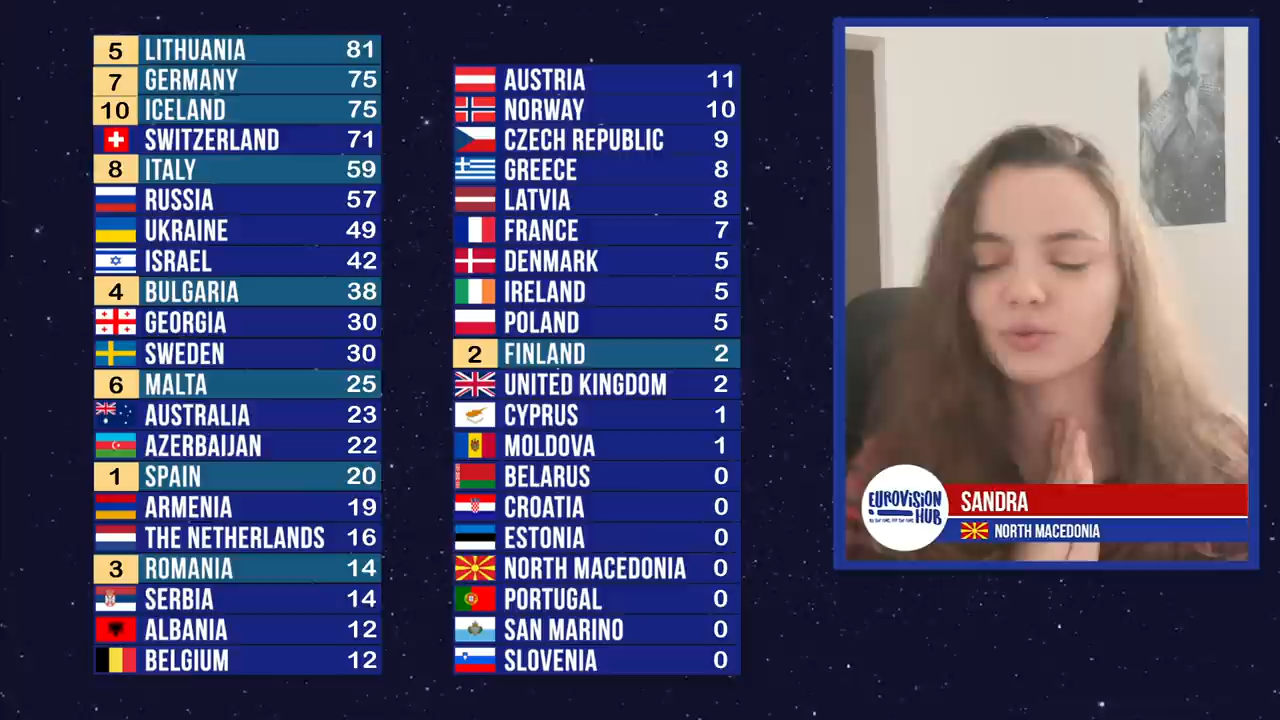 5 LITHUANIA 81
7 GERMANY 75
10 ICELAND 75
SWITZERLAND 71
8 ITALY 59
RUSSIA 57
UKRAINE 49
ISRAEL 42
4 BULGARIA 38
GEORGIA 30
SWEDEN 30
6 MALTA 25
AUSTRALIA 23
AZERBAIJAN 22
1 SPAIN 20
ARMENIA 19
THE NETHERLANDS 16
3 ROMANIA 14
SERBIA 14
ALBANIA 12
BELGIUM 12
AUSTRIA 11
NORWAY 10
CZECH REPUBLIC 9
GREECE 8
LATVIA 8
FRANCE 7
DENMARK 5
IRELAND 5
POLAND 5
2 FINLAND 2
UNITED KINGDOM 2
CYPRUS 1
MOLDOVA 1
BELARUS 0
CROATIA 0
ESTONIA 0
NORTH MACEDONIA 0
PORTUGAL 0
SAN MARINO 0
SLOVENIA 0
EUROVISION
HUB
SANDRA
NORTH MACEDONIA